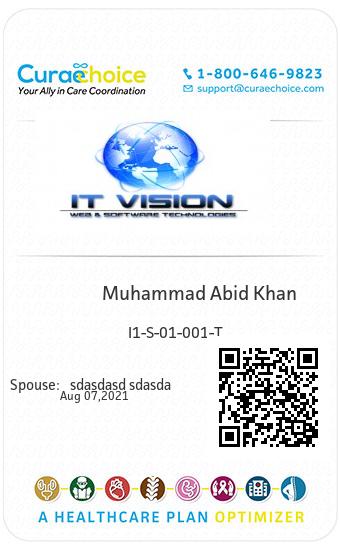 Curaechoice
Your Ally in Care Coordination
1-800-646-9823
support@curaechoice.com
IT VISION
WEB & SOFTWARE TECHNOLOGIES
Muhammad Abid Khan
I1-S-01-001-T
Spouse: sdasdasd sdasda
Aug 07,2021
A HEALTHCARE PLAN OPTIMIZER